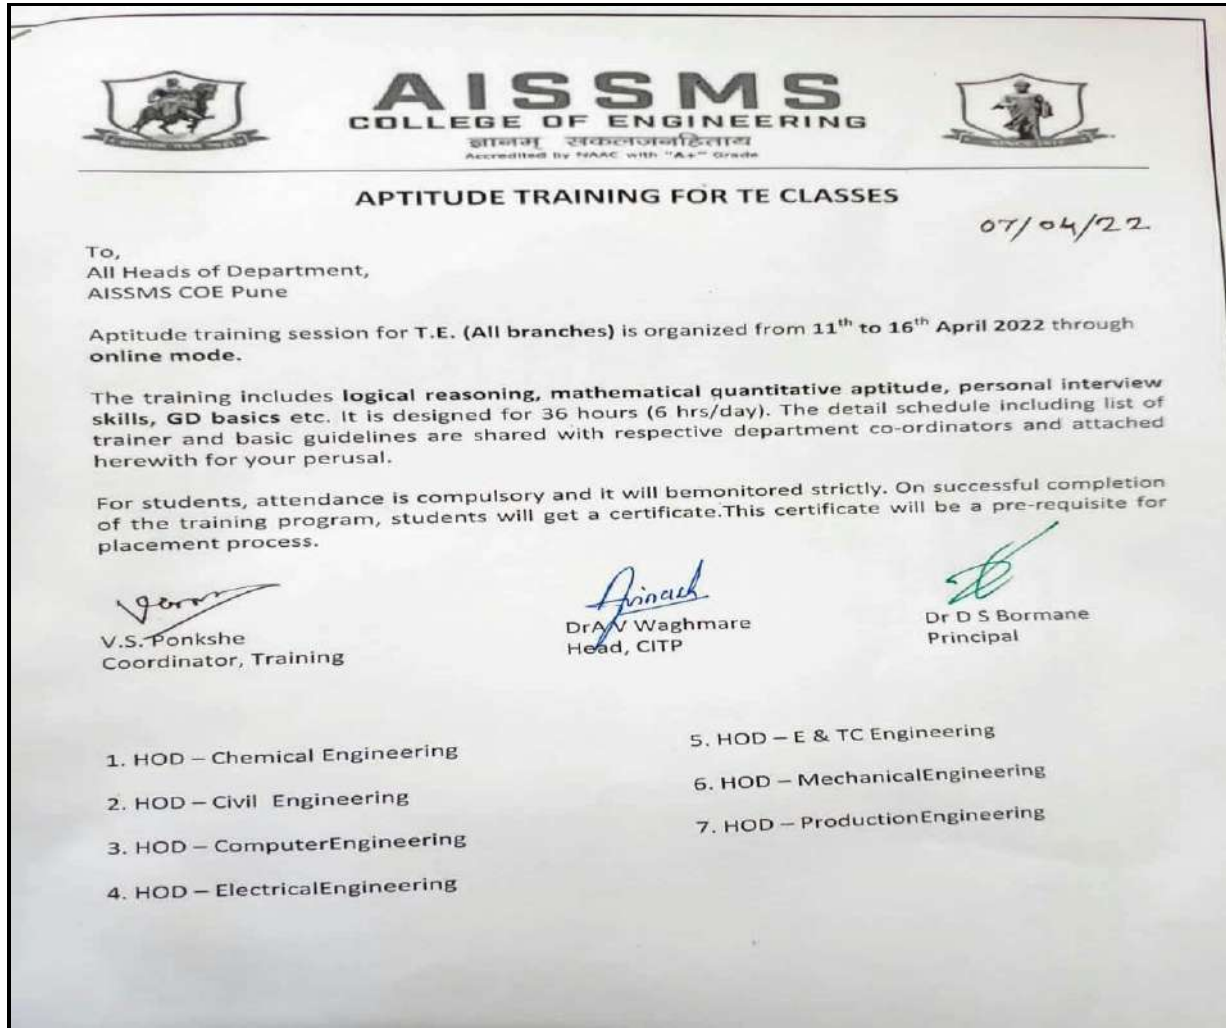 AISSMS
COLLEGE OF ENGINEERING
ज्ञानम् सकलजनहिताय
Accredited by NAAC with "A+" Grade
APTITUDE TRAINING FOR TE CLASSES
07/04/22
To,
All Heads of Department,
AISSMS COE Pune
Aptitude training session for T.E. (All branches) is organized from 11th to 16th April 2022 through
online mode.
The training includes logical reasoning, mathematical quantitative aptitude, personal interview
skills, GD basics etc. It is designed for 36 hours (6 hrs/day). The detail schedule including list of
trainer and basic guidelines are shared with respective department co-ordinators and attached
herewith for your perusal.
For students, attendance is compulsory and it will bemonitored strictly. On successful completion
of the training program, students will get a certificate.This certificate will be a pre-requisite for
placement process.
Avinash
V.S. Ponkshe
Coordinator, Training
DrA V Waghmare
Head, CITP
Dr D S Bormane
Principal
1. HOD – Chemical Engineering
2. HOD – Civil Engineering
3. HOD – ComputerEngineering
4. HOD – ElectricalEngineering
5. HOD – E & TC Engineering
6. HOD – MechanicalEngineering
7. HOD – ProductionEngineering